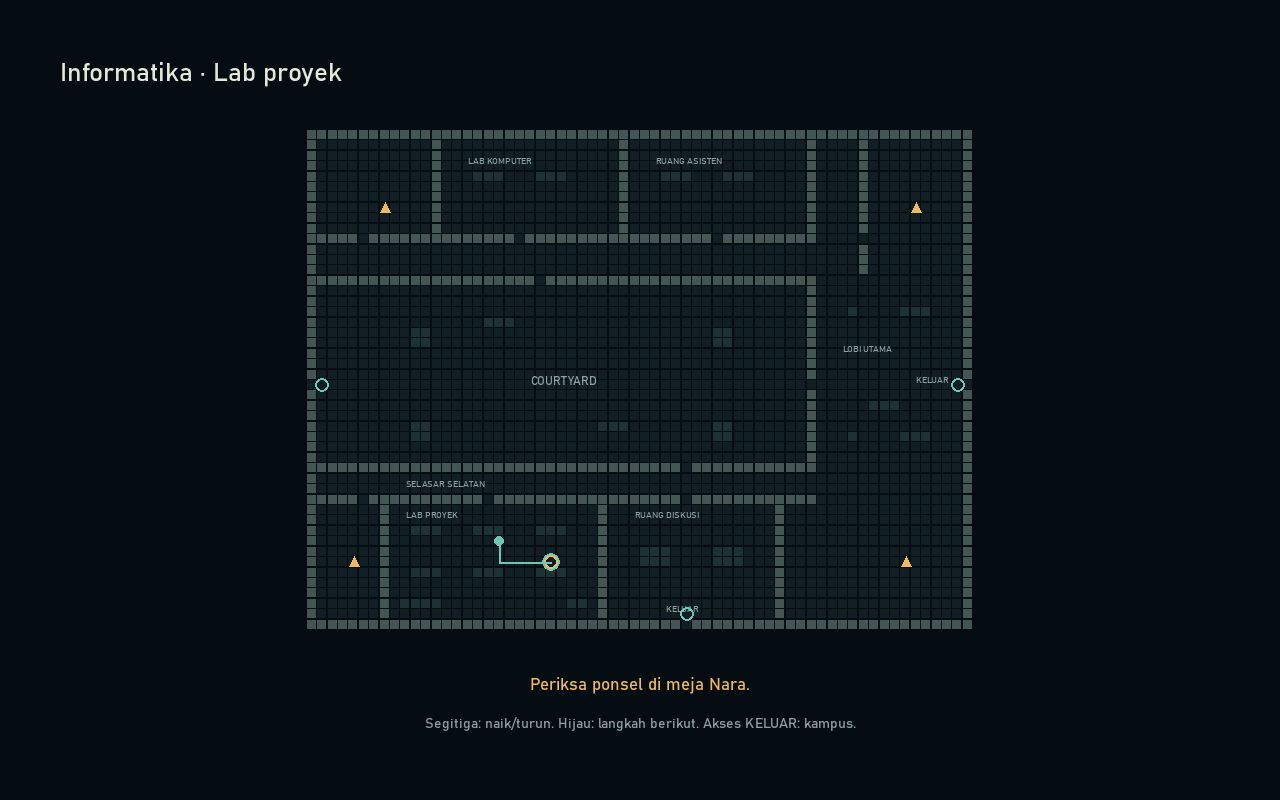 Informatika · Lab proyek
LAB KOMPUTER
RUANG ASISTEN
LOBI UTAMA
COURTYARD
KELUAR
SELASAR SELATAN
LAB PROYEK
RUANG DISKUSI
KELUAR
Periksa ponsel di meja Nara.
Segitiga: naik/turun. Hijau: langkah berikut. Akses KELUAR: kampus.